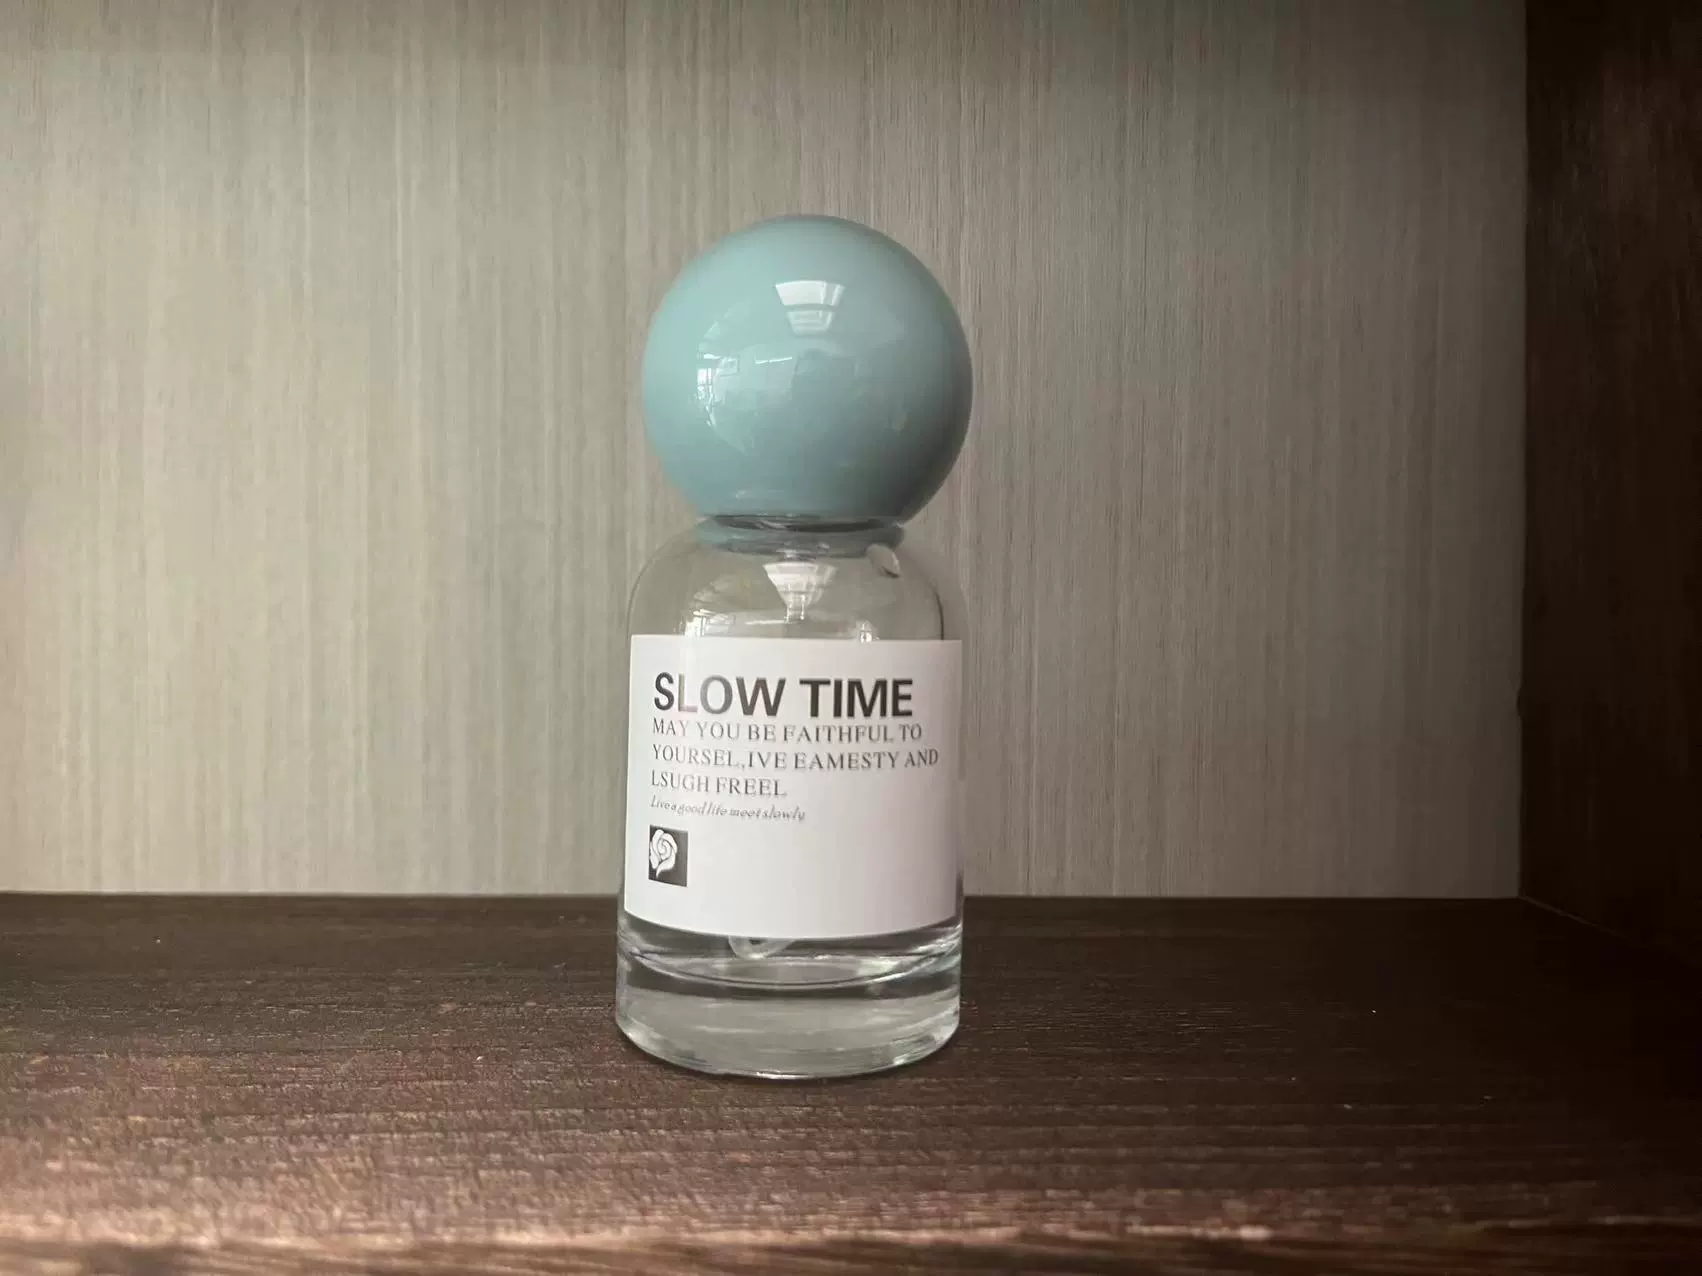 SLOW TIME
MAY YOU BE FAITHFUL TO
YOURSEL,IVE EAMESTY AND
LSUGH FREEL
Live a good life meet slowly